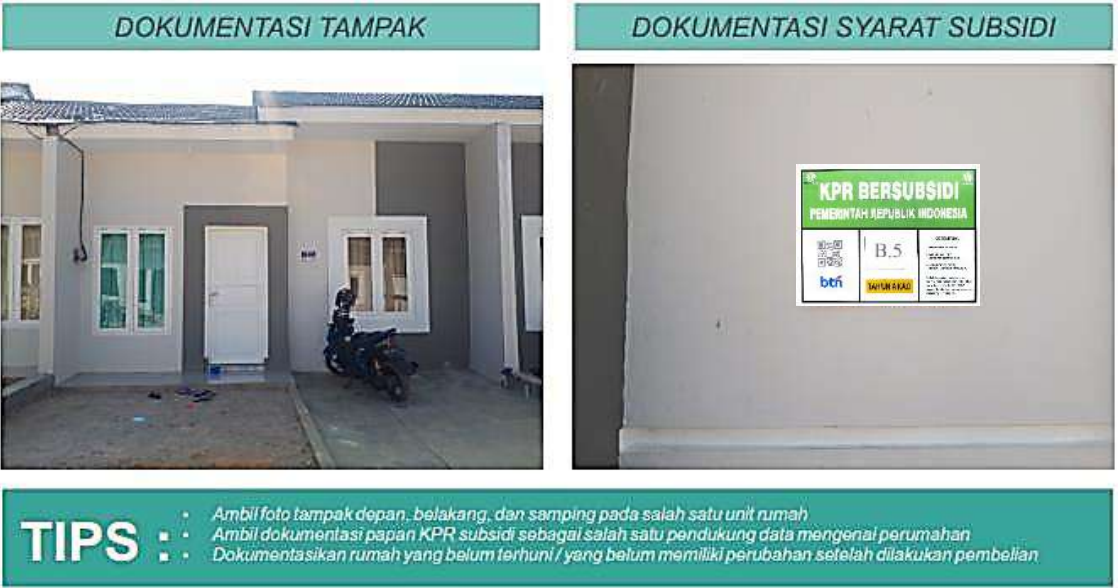 DOKUMENTASI TAMPAK
DOKUMENTASI SYARAT SUBSIDI
KPR BERSUBSIDI
PEMERINTAH REPUBLIK INDONESIA
B.5
btn
TAHUN AKAD
TIPS :
• Ambil foto tampak depan, belakang, dan samping pada salah satu unit rumah
• Ambil dokumentasi papan KPR subsidi sebagai salah satu pendukung data mengenai perumahan
• Dokumentasikan rumah yang belum terhuni / yang belum memiliki perubahan setelah dilakukan pembelian